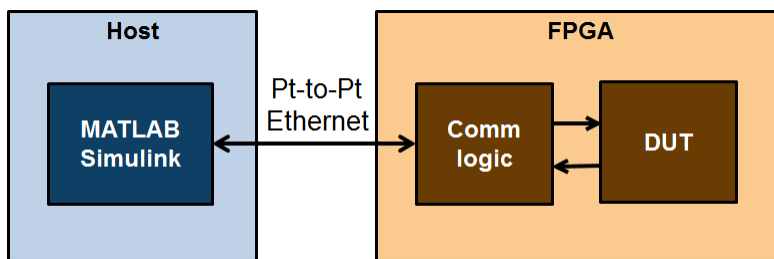 Host
FPGA
MATLAB
Simulink
Pt-to-Pt
Ethernet
Comm
logic
DUT